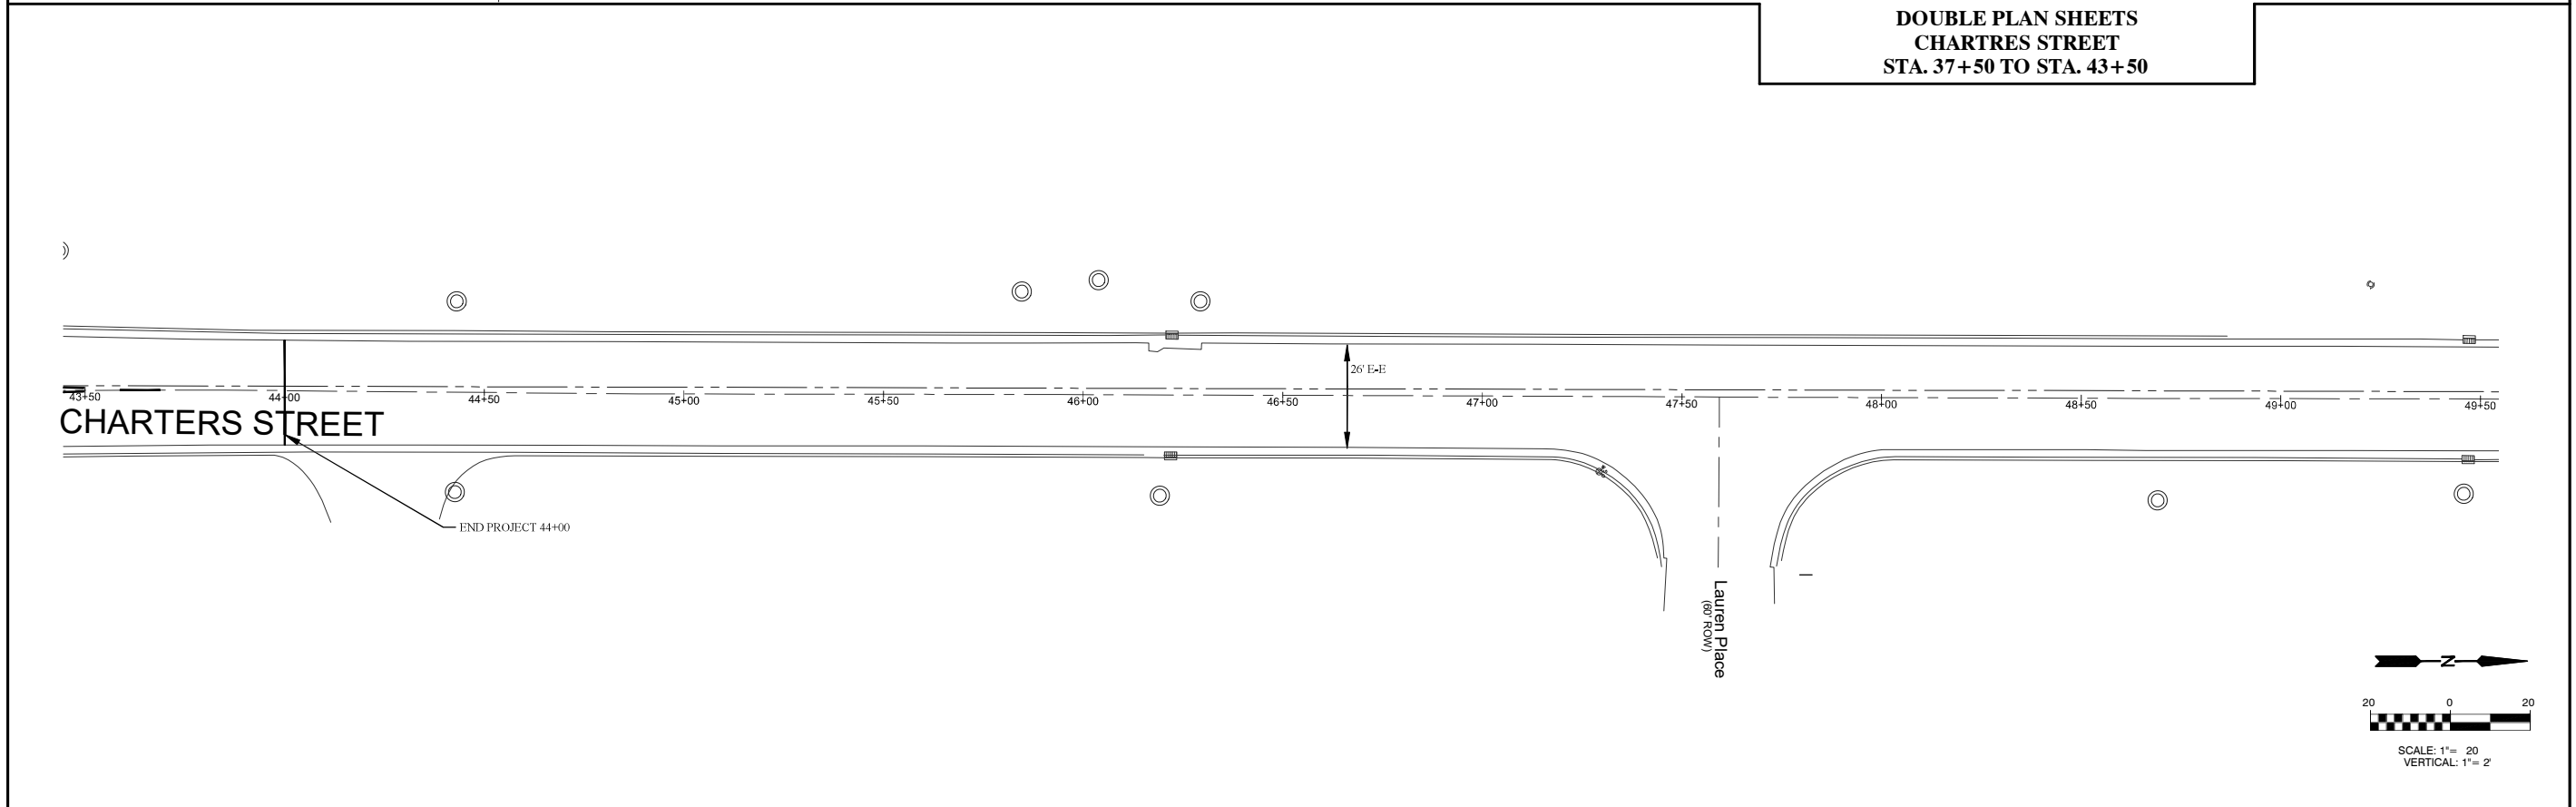 DOUBLE PLAN SHEETS
CHARTRES STREET
STA. 37+50 TO STA. 43+50
26' E-E
43+50 44+00 44+50 45+00 45+50 46+00 46+50 47+00 47+50 48+00 48+50 49+00 49+50
CHARTERS STREET
END PROJECT 44+00
Lauren Place
(60' ROW)
N
20 0 20
SCALE: 1"= 20
VERTICAL: 1"= 2'